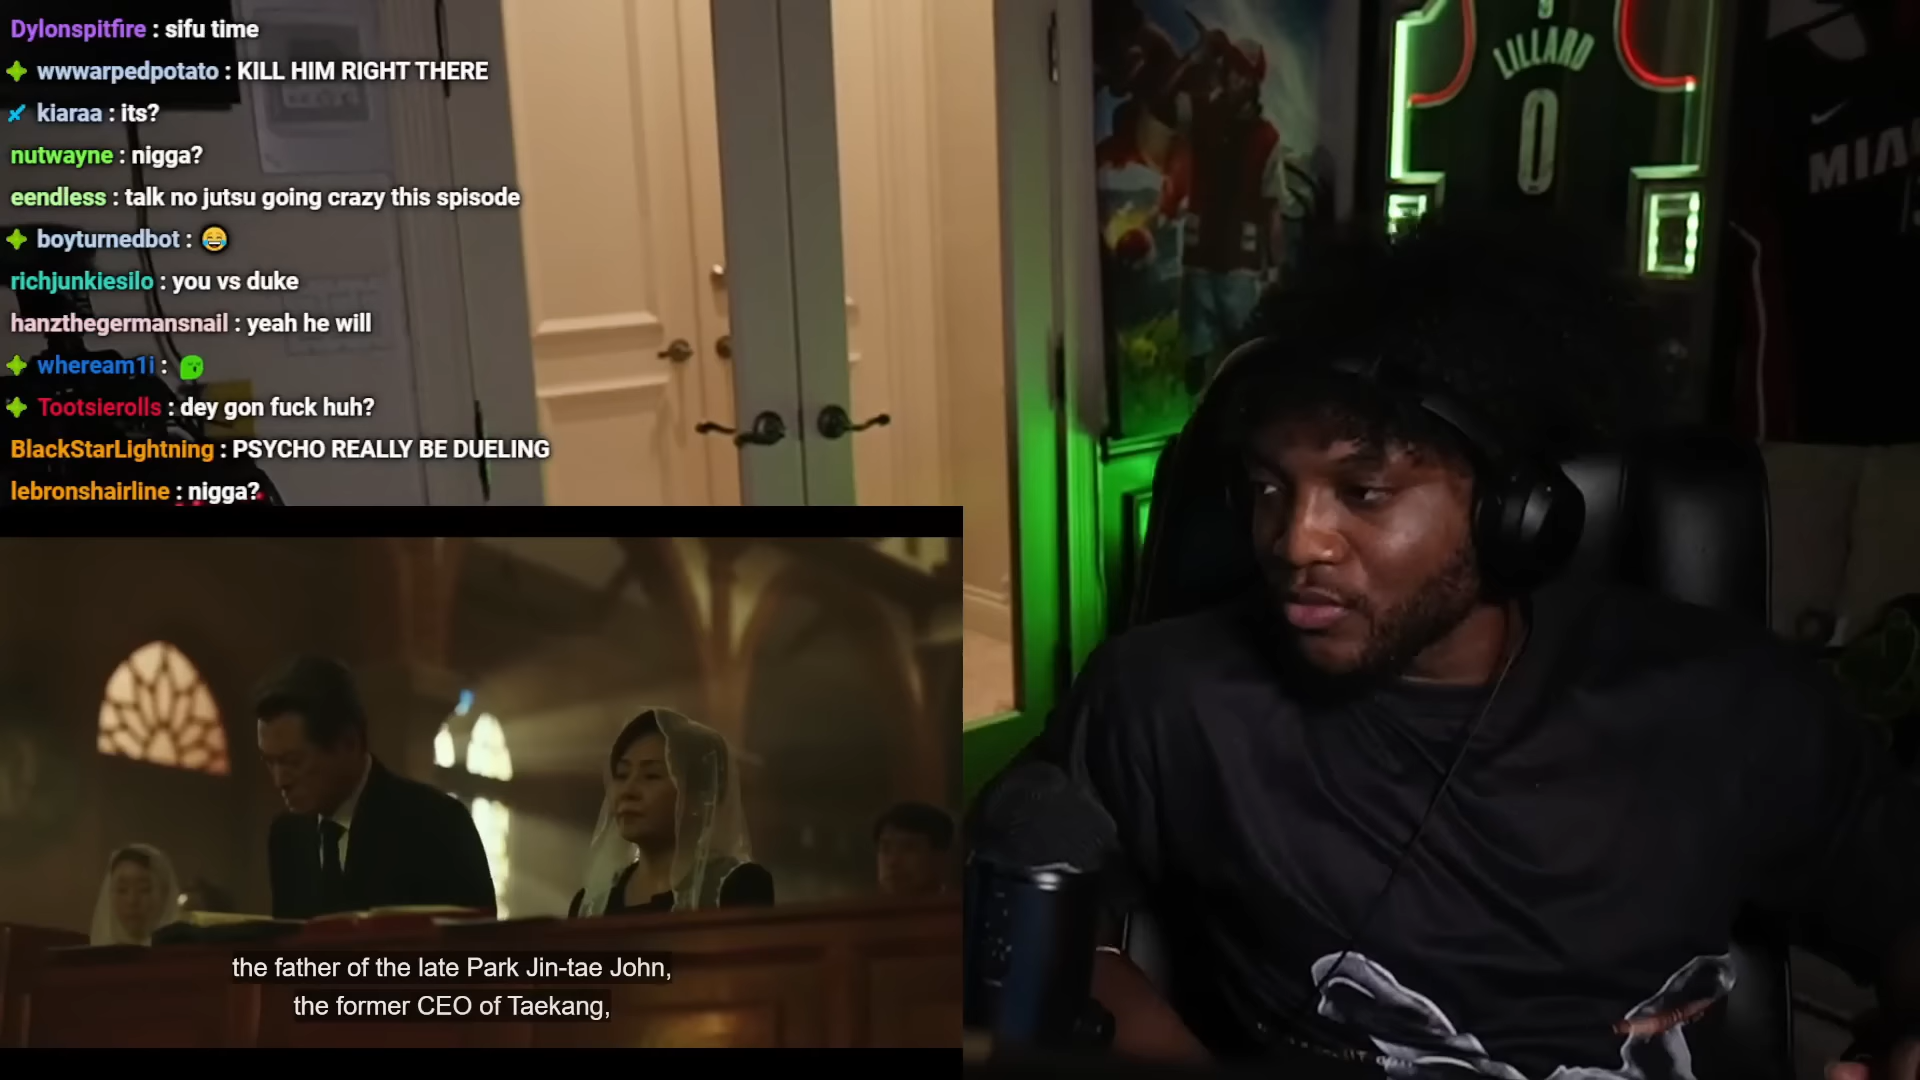 Dylonspitfire : sifu time
wwwarpedpotato : KILL HIM RIGHT THERE
kiaraa : its?
nutwayne : nigga?
eendless : talk no jutsu going crazy this spisode
boyturnedbot : 😂
richjunkiesilo : you vs duke
hanzthegermansnail : yeah he will
wheream1i :
Tootsierolls : dey gon fuck huh?
BlackStarLightning : PSYCHO REALLY BE DUELING
lebronshairline : nigga?
LILLARD
0
the father of the late Park Jin-tae John,
the former CEO of Taekang,